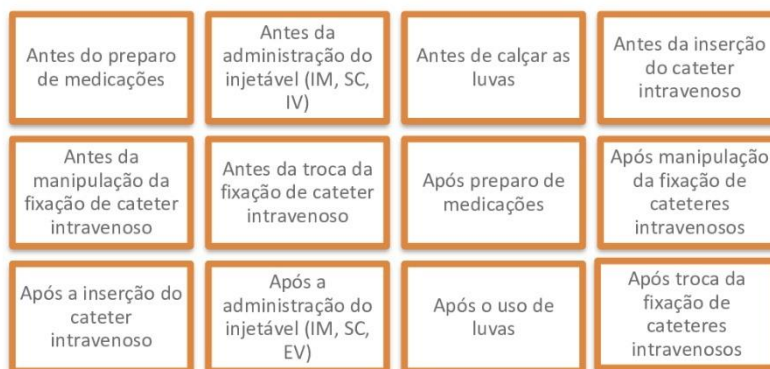 Antes do preparo
de medicações
Antes da
administração do
injetável (IM, SC,
IV)
Antes de calçar as
luvas
Antes da inserção
do cateter
intravenoso
Antes da
manipulação da
fixação de cateter
intravenoso
Antes da troca da
fixação de cateter
intravenoso
Após preparo de
medicações
Após manipulação
da fixação de
cateteres
intravenosos
Após a inserção do
cateter
intravenoso
Após a
administração do
injetável (IM, SC,
EV)
Após o uso de
luvas
Após troca da
fixação de
cateteres
intravenosos